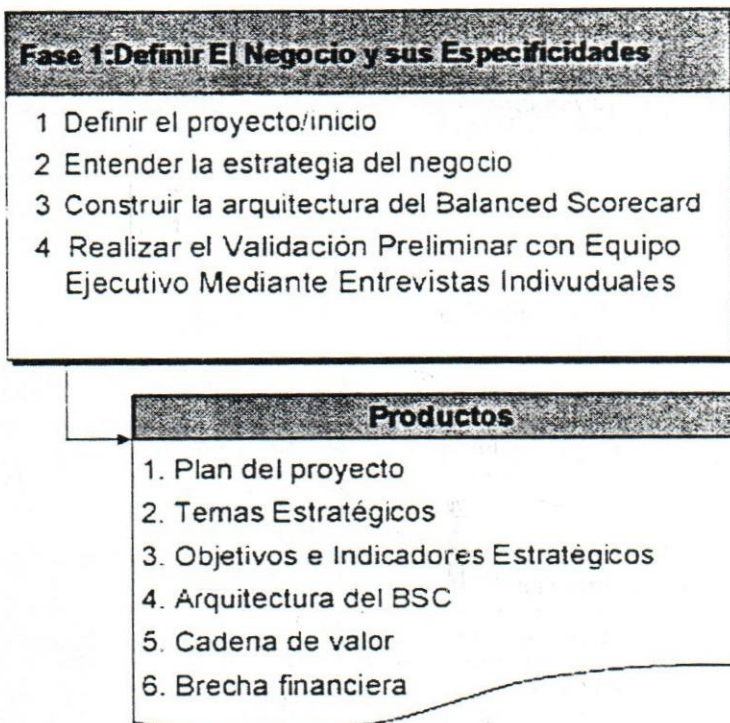 Fase 1:Definir El Negocio y sus Especificidades
1 Definir el proyecto/inicio
2 Entender la estrategia del negocio
3 Construir la arquitectura del Balanced Scorecard
4 Realizar el Validación Preliminar con Equipo
Ejecutivo Mediante Entrevistas Indivuduales
Productos
1. Plan del proyecto
2. Temas Estratégicos
3. Objetivos e Indicadores Estratégicos
4. Arquitectura del BSC
5. Cadena de valor
6. Brecha financiera